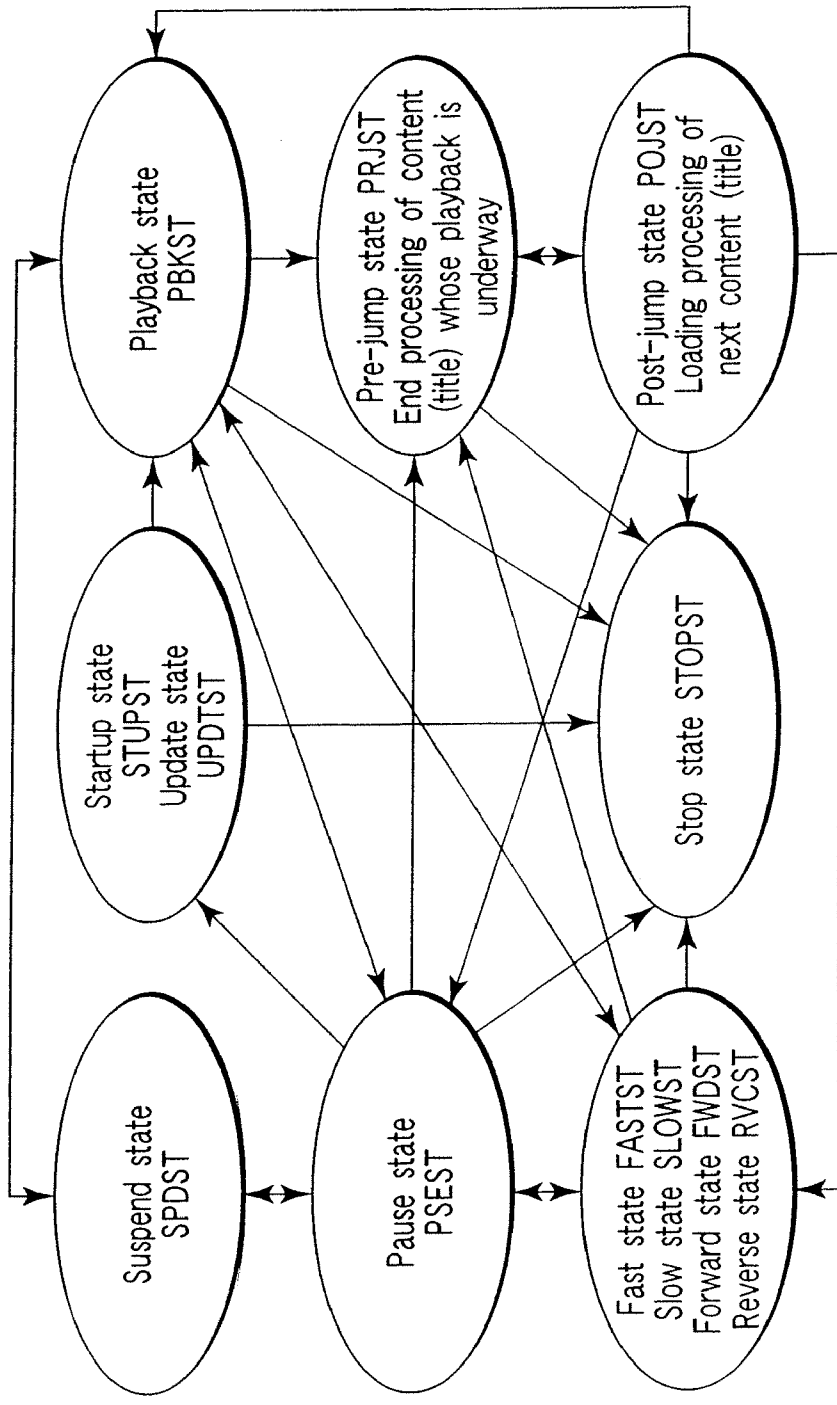 Suspend state
SPDST
Startup state
STUPST
Update state
UPDTST
Playback state
PBKST
Pause state
PSEST
Pre-jump state PRJST
End processing of content
(title) whose playback is
underway
Fast state FASTST
Slow state SLOWST
Forward state FWDST
Reverse state RVCST
Stop state STOPST
Post-jump state POJST
Loading processing of
next content (title)